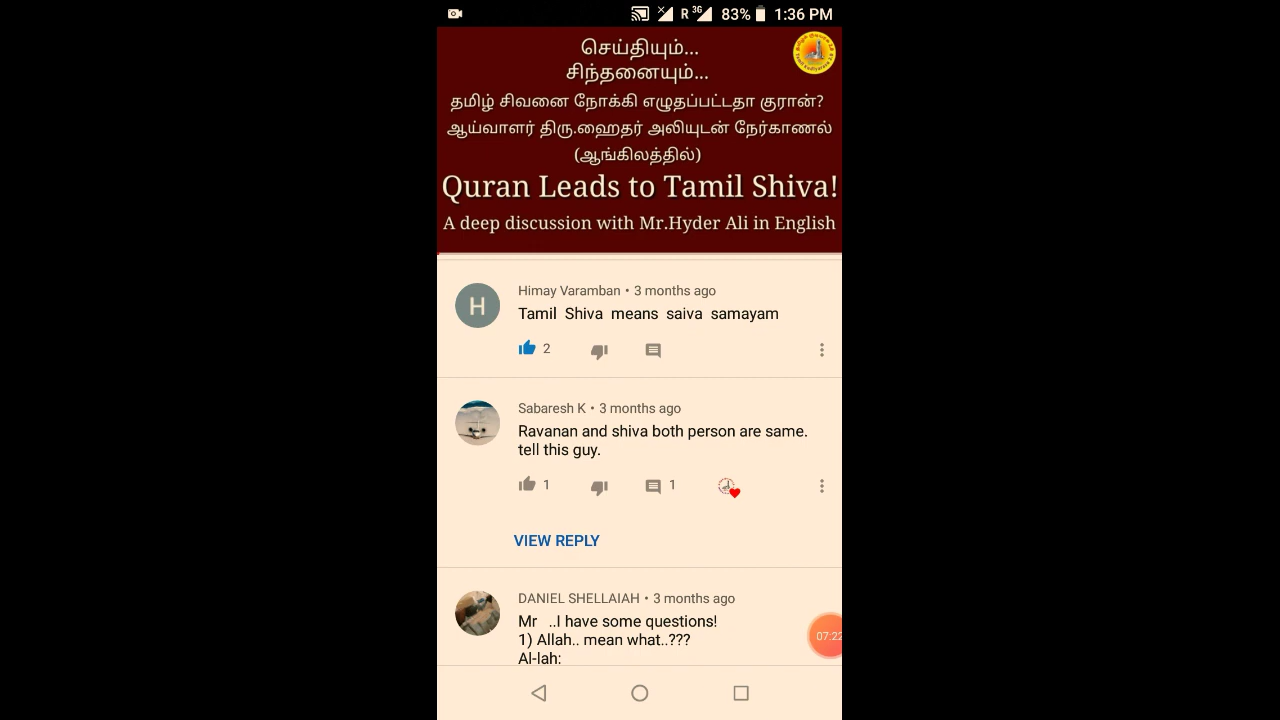 R 3G 83% 1:36 PM
செய்தியும்...
சிந்தனையும்...
தமிழ் சிவனை நோக்கி எழுதப்பட்டதா குரான்?
ஆய்வாளர் திரு.ஹைதர் அலியுடன் நேர்காணல்
(ஆங்கிலத்தில்)
Quran Leads to Tamil Shiva!
A deep discussion with Mr.Hyder Ali in English
H
Himay Varamban • 3 months ago
Tamil Shiva means saiva samayam
2
Sabaresh K • 3 months ago
Ravanan and shiva both person are same.
tell this guy.
1 1
VIEW REPLY
DANIEL SHELLAIAH • 3 months ago
Mr ..I have some questions!
1) Allah.. mean what..???
Al-lah:
07:22